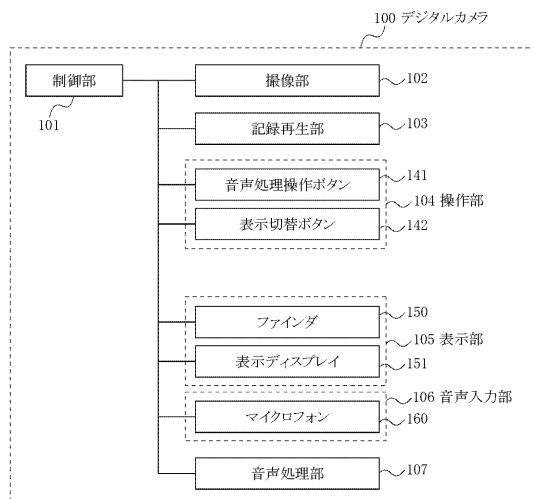 100 デジタルカメラ
制御部
101
撮像部
102
記録再生部
103
音声処理操作ボタン
141
104 操作部
表示切替ボタン
142
ファインダ
150
105 表示部
表示ディスプレイ
151
106 音声入力部
マイクロフォン
160
音声処理部
107